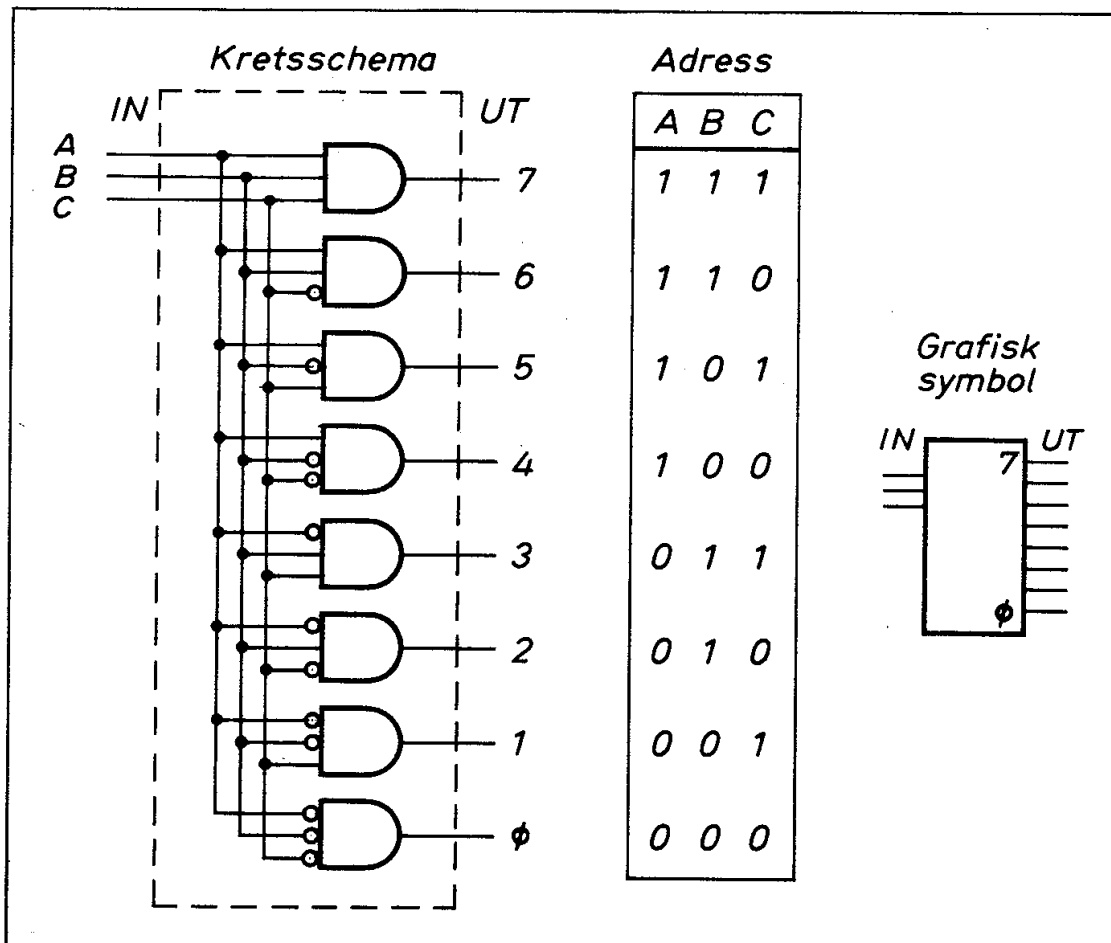 Kretsschema
IN
UT
A
B
C
7
6
5
4
3
2
1
ϕ
Adress
A B C
1 1 1
1 1 0
1 0 1
1 0 0
0 1 1
0 1 0
0 0 1
0 0 0
Grafisk
symbol
IN
UT
7
ϕ